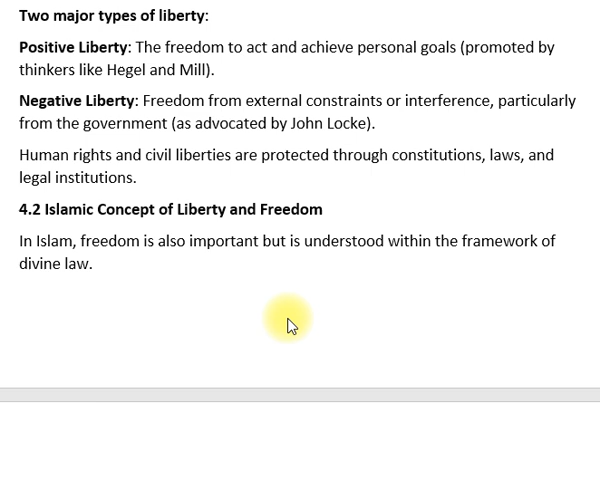 Two major types of liberty:
Positive Liberty: The freedom to act and achieve personal goals (promoted by
thinkers like Hegel and Mill).
Negative Liberty: Freedom from external constraints or interference, particularly
from the government (as advocated by John Locke).
Human rights and civil liberties are protected through constitutions, laws, and
legal institutions.
4.2 Islamic Concept of Liberty and Freedom
In Islam, freedom is also important but is understood within the framework of
divine law.